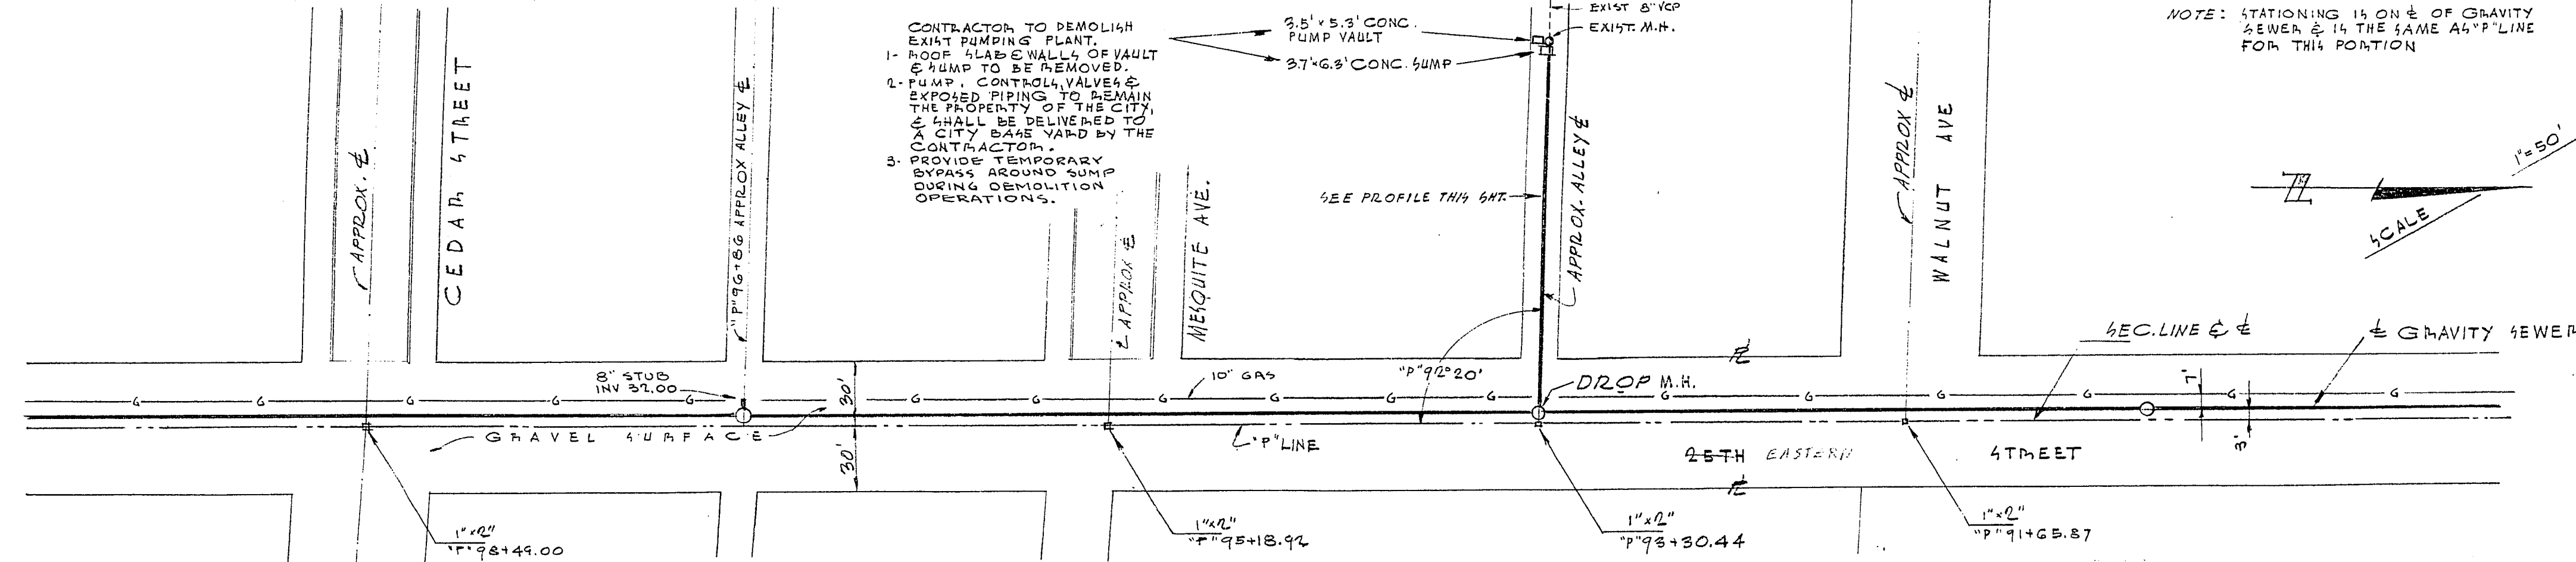 CONTRACTOR TO DEMOLISH
EXIST PUMPING PLANT.
1- ROOF SLAB & WALLS OF VAULT
& SUMP TO BE REMOVED.
2- PUMP, CONTROLS, VALVES &
EXPOSED PIPING TO REMAIN
THE PROPERTY OF THE CITY,
& SHALL BE DELIVERED TO
A CITY BASE YARD BY THE
CONTRACTOR.
3- PROVIDE TEMPORARY
BYPASS AROUND SUMP
DURING DEMOLITION
OPERATIONS.
3.5' x 5.3' CONC.
PUMP VAULT
3.7' x 6.3' CONC. SUMP
EXIST 8" VCP
EXIST. M.H.
NOTE: STATIONING IS ON ℄ OF GRAVITY
SEWER & IS THE SAME AS "P" LINE
FOR THIS PORTION
APPROX. ℄
CEDAR STREET
"P" 96+86 APPROX ALLEY ℄
℄ APPROX ℄
MESQUITE AVE.
SEE PROFILE THIS SHT.
APPROX. ALLEY ℄
APPROX ℄
WALNUT AVE
N
SCALE
1"=50'
8" STUB
INV 32.00
30'
10" GAS
"P" 92°20'
DROP M.H.
℄
SEC. LINE & ℄
℄ GRAVITY SEWER
G G G G G G G G G G G G G G G G G G
7'
3'
GRAVEL SURFACE
30'
"P" LINE
25TH EASTERN STREET
℄
1"x2"
"P" 98+49.00
1"x2"
"P" 95+18.92
1"x2"
"P" 93+30.44
1"x2"
"P" 91+65.87